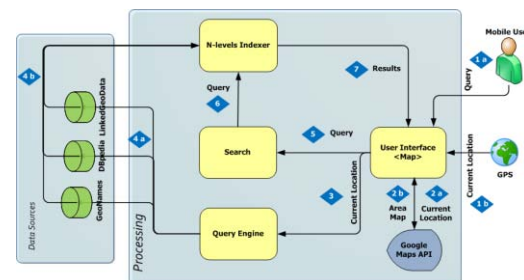 Mobile Use
1 a
Query
N-levels Indexer
7
Results
4 b
LinkedGeoData
Query
6
4 a
DBpedia
Search
5
Query
User Interface
<Map>
GPS
Current Location
1 b
3
Current Location
2 b
2 a
Area
Map
Current
Location
GeoNames
Query Engine
Google
Maps API
Data Sources
Processing